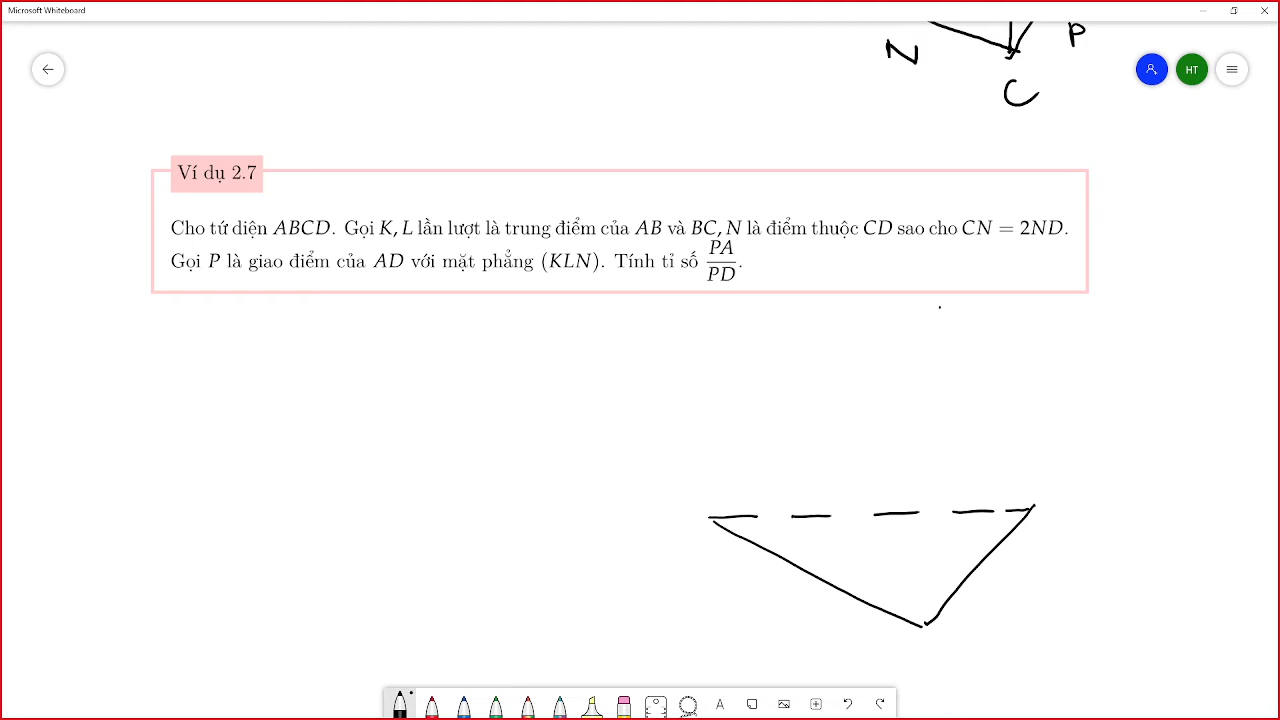 Microsoft Whiteboard
N
P
C
HT
Ví dụ 2.7
Cho tứ diện ABCD. Gọi K, L lần lượt là trung điểm của AB và BC, N là điểm thuộc CD sao cho CN = 2ND.
Gọi P là giao điểm của AD với mặt phẳng (KLN). Tính tỉ số PA/PD.
A